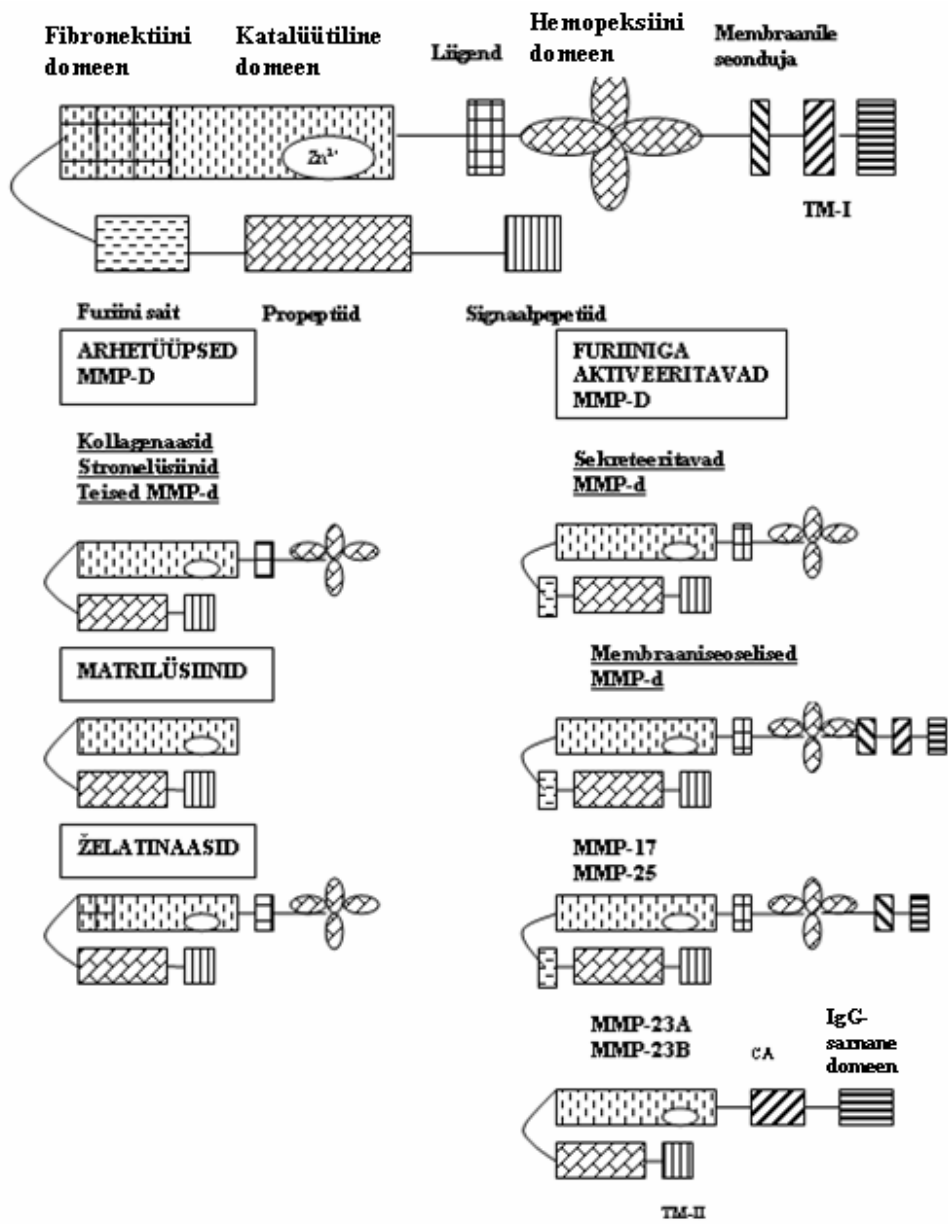 Fibronektiini
domeen
Katalüütiline
domeen
Liigend
Hemopeksiini
domeen
Membraanile
seonduja
Zn²⁺
TM-I
Furiini sait
Propeptiid
Signaalpepetiid
ARHETÜÜPSED
MMP-D
FURIINIGA
AKTIVEERITAVAD
MMP-D
Kollagenaasid
Stromelüsiinid
Teised MMP-d
Sekreteeritavad
MMP-d
MATRILÜSIINID
Membraaniseoselised
MMP-d
ŽELATINAASID
MMP-17
MMP-25
MMP-23A
MMP-23B
CA
IgG-
sarnane
domeen
TM-II